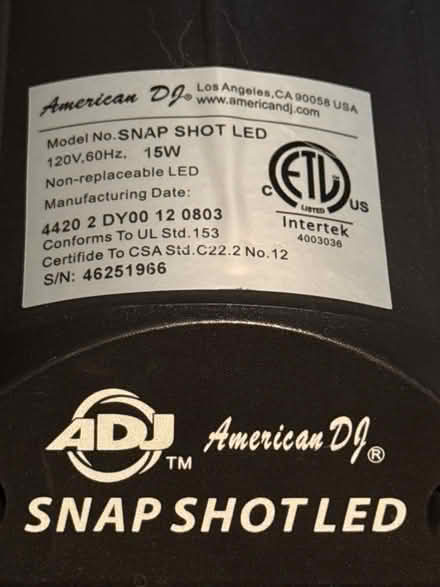 American DJ® Los Angeles,CA 90058 USA
www.americandj.com
Model No.SNAP SHOT LED
120V,60Hz, 15W
Non-replaceable LED
Manufacturing Date:
4420 2 DY00 12 0803
Conforms To UL Std.153
Certifide To CSA Std.C22.2 No.12
S/N: 46251966
ETL
C US
LISTED
Intertek
4003036
ADJ™ American DJ®
SNAP SHOT LED